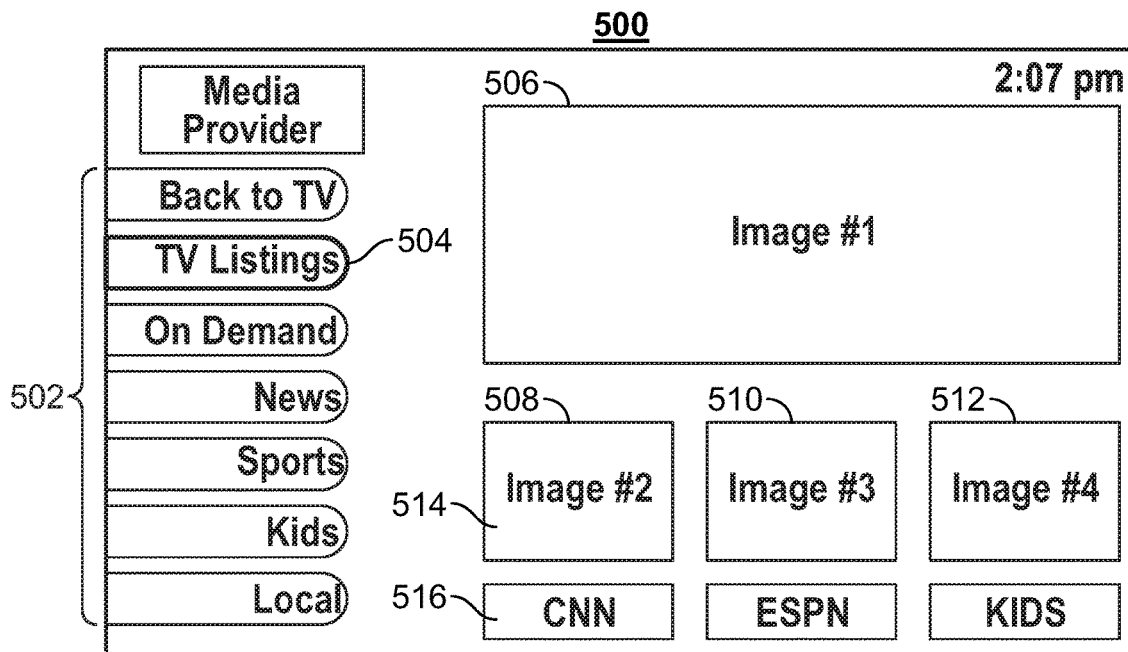 500
2:07 pm
Media
Provider
506
Image #1
Back to TV
TV Listings
504
On Demand
502
News
Sports
Kids
Local
508
510
512
Image #2
Image #3
Image #4
514
516
CNN
ESPN
KIDS